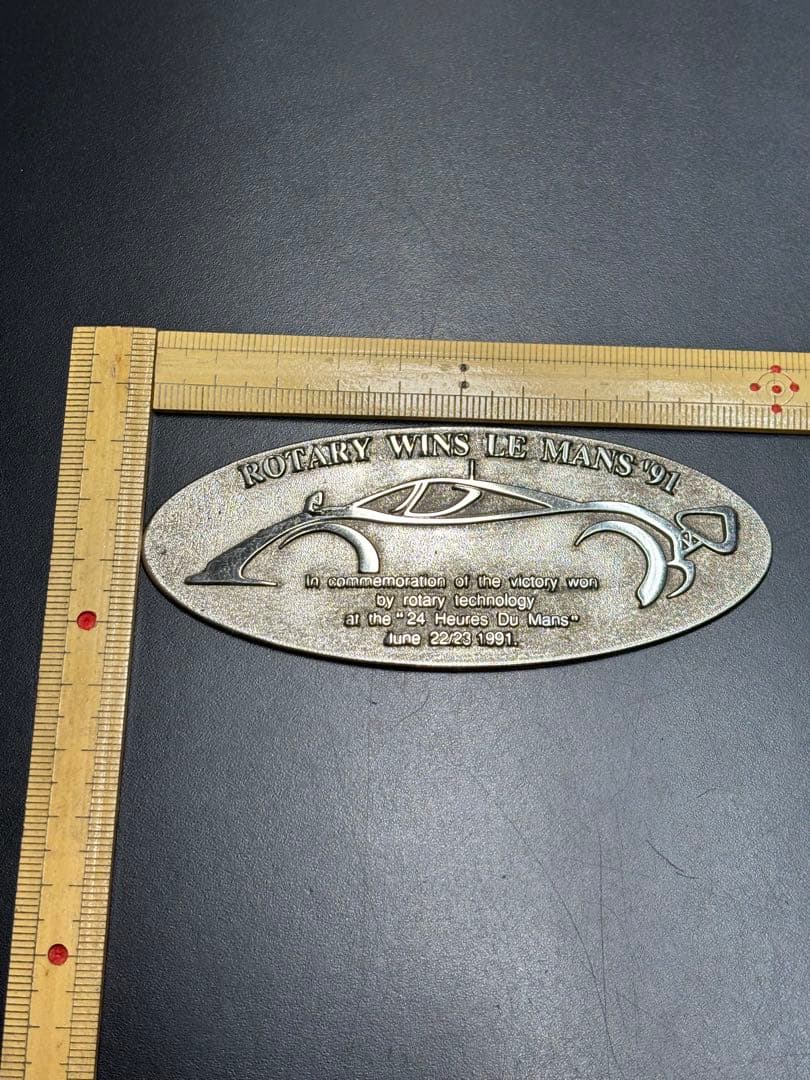 ROTARY WINS LE MANS '91
In commemoration of the victory won
by rotary technology
at the "24 Heures Du Mans"
June 22/23 1991.